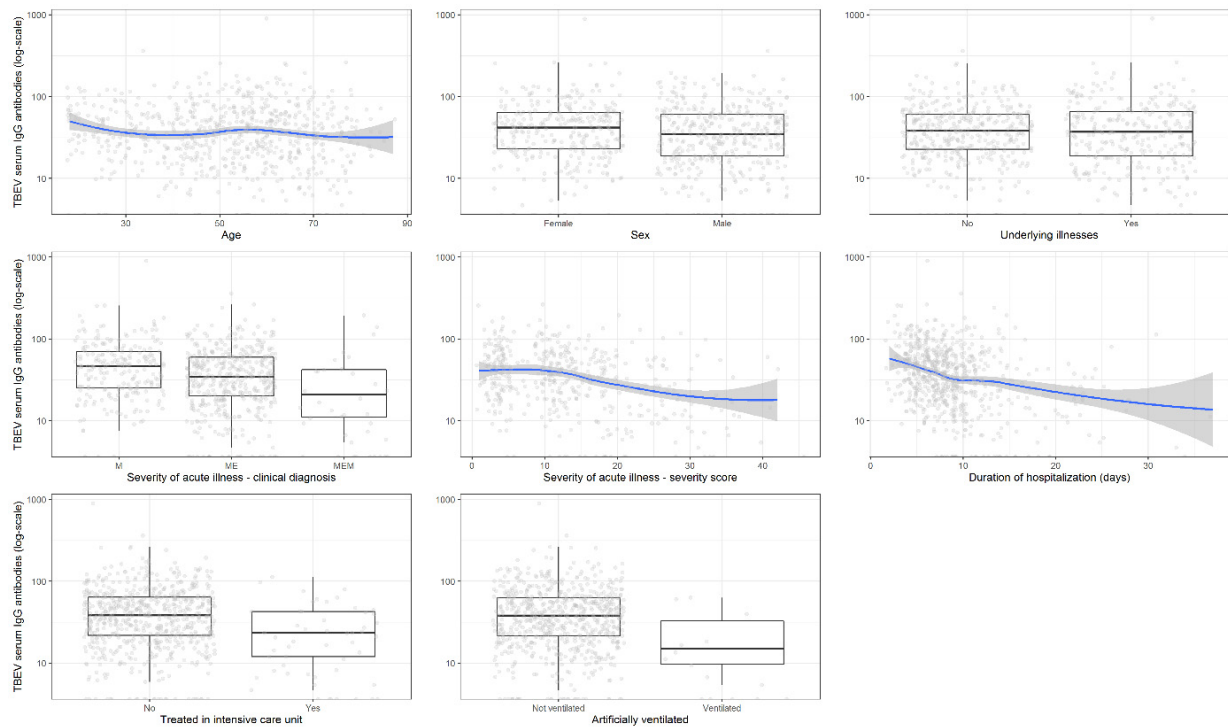 TBEV serum IgG antibodies (log-scale)
1000
100
10
30
50
70
90
Age
Female
Male
Sex
No
Yes
Underlying illnesses
1000
100
10
1000
100
10
TBEV serum IgG antibodies (log-scale)
1000
100
10
M
ME
MEM
Severity of acute illness - clinical diagnosis
1000
100
10
0
10
20
30
40
Severity of acute illness - severity score
1000
100
10
0
10
20
30
Duration of hospitalization (days)
TBEV serum IgG antibodies (log-scale)
1000
100
10
No
Yes
Treated in intensive care unit
1000
100
10
Not ventilated
Ventilated
Artificially ventilated